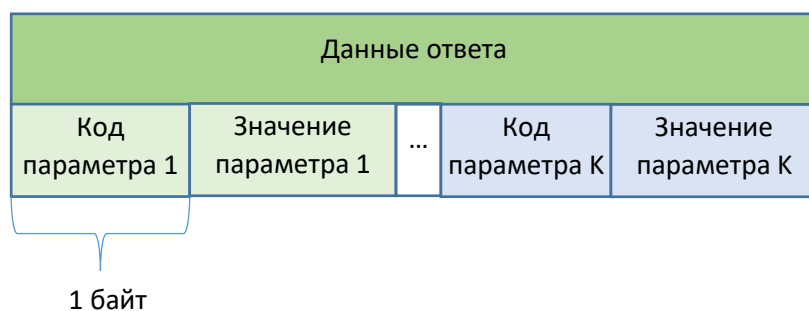 Данные ответа
Код
параметра 1
Значение
параметра 1
...
Код
параметра K
Значение
параметра K
1 байт